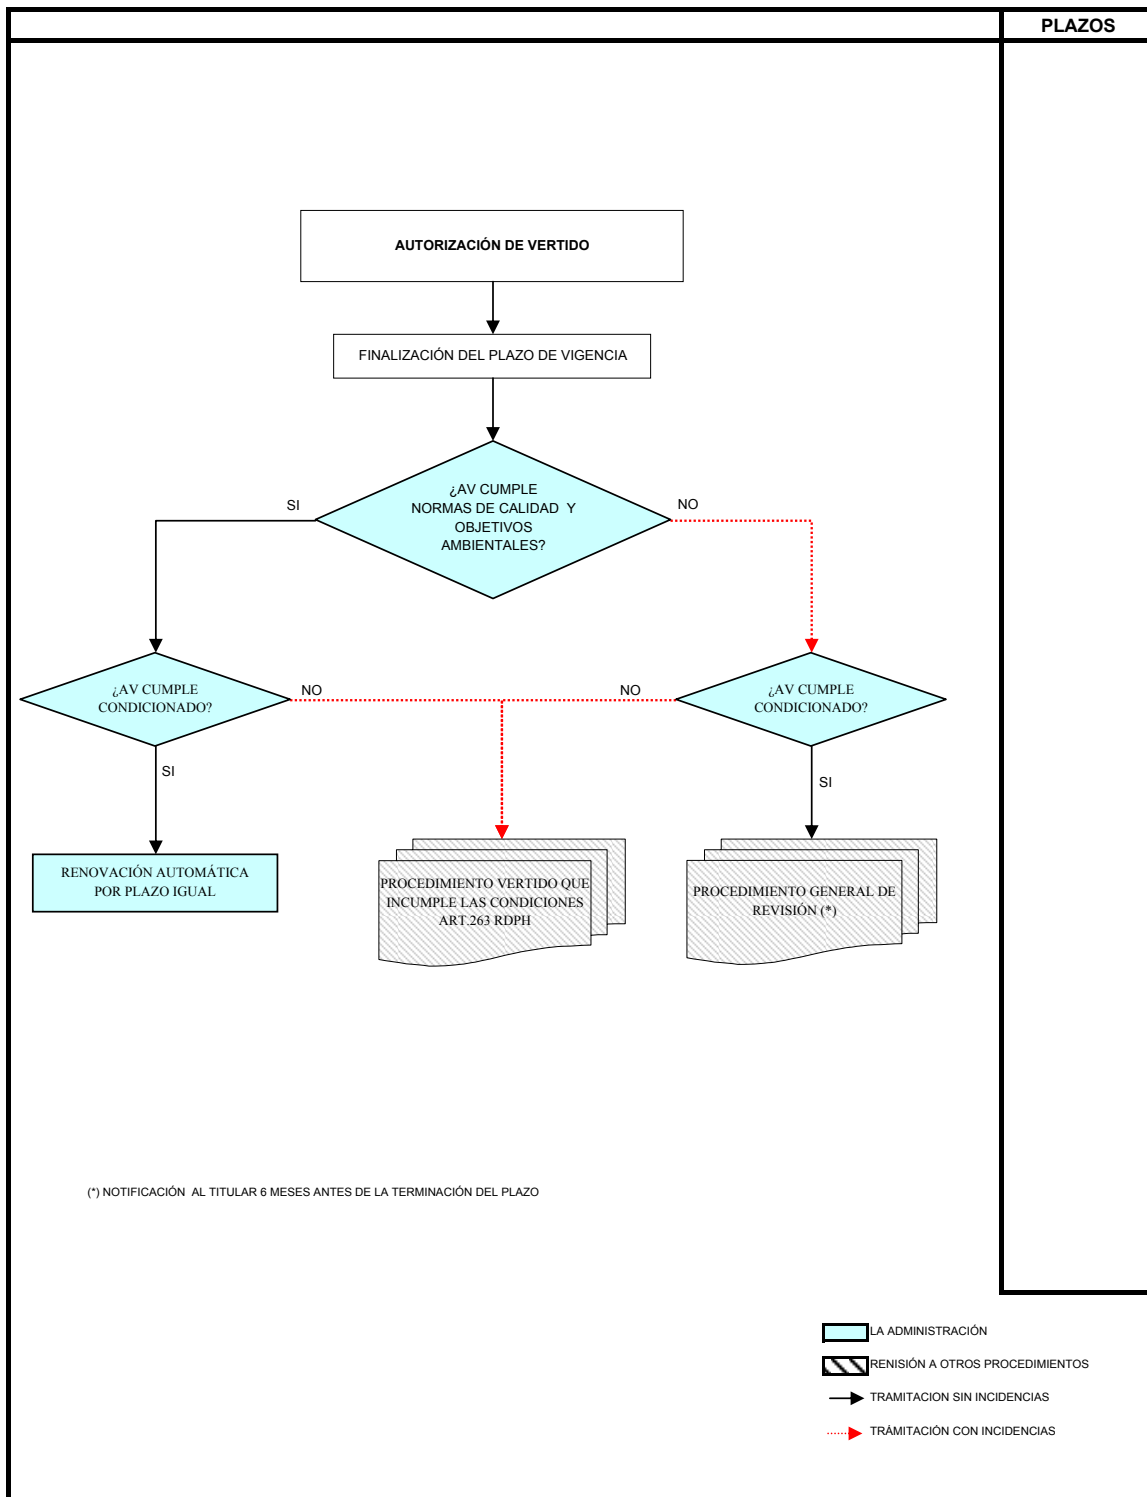 PLAZOS
AUTORIZACIÓN DE VERTIDO
FINALIZACIÓN DEL PLAZO DE VIGENCIA
¿AV CUMPLE
NORMAS DE CALIDAD Y
OBJETIVOS
AMBIENTALES?
SI
NO
¿AV CUMPLE
CONDICIONADO?
NO
NO
¿AV CUMPLE
CONDICIONADO?
SI
SI
RENOVACIÓN AUTOMÁTICA
POR PLAZO IGUAL
PROCEDIMIENTO VERTIDO QUE
INCUMPLE LAS CONDICIONES
ART.263 RDPH
PROCEDIMIENTO GENERAL DE
REVISIÓN (*)
(*) NOTIFICACIÓN AL TITULAR 6 MESES ANTES DE LA TERMINACIÓN DEL PLAZO
LA ADMINISTRACIÓN
RENISIÓN A OTROS PROCEDIMIENTOS
TRAMITACION SIN INCIDENCIAS
TRÁMITACIÓN CON INCIDENCIAS